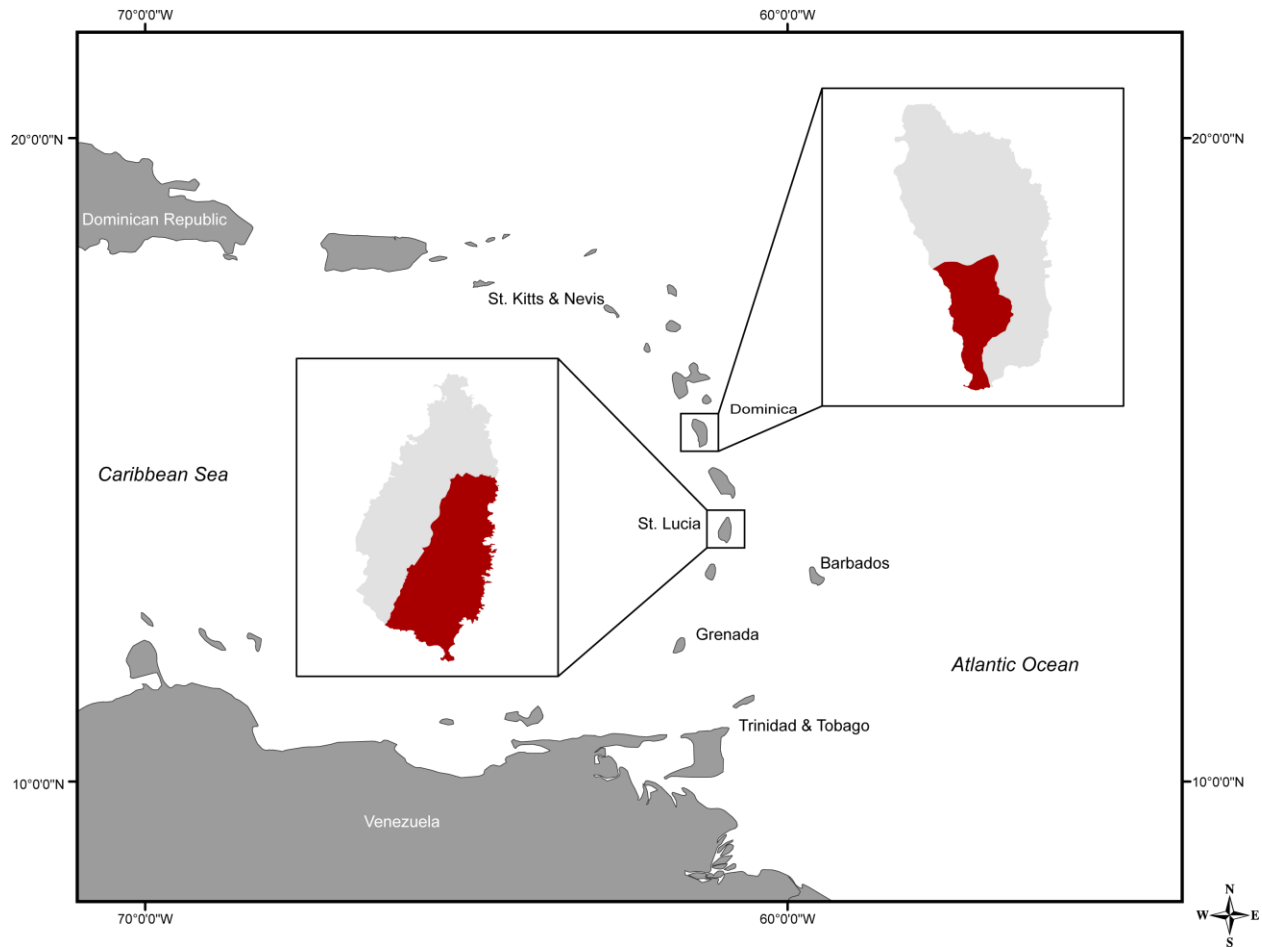 70°0'0"W 60°0'0"W
20°0'0"N 20°0'0"N
Dominican Republic
St. Kitts & Nevis
Dominica
Caribbean Sea
St. Lucia
Barbados
Grenada
Atlantic Ocean
Trinidad & Tobago
10°0'0"N 10°0'0"N
Venezuela
70°0'0"W 60°0'0"W
N
W E
S